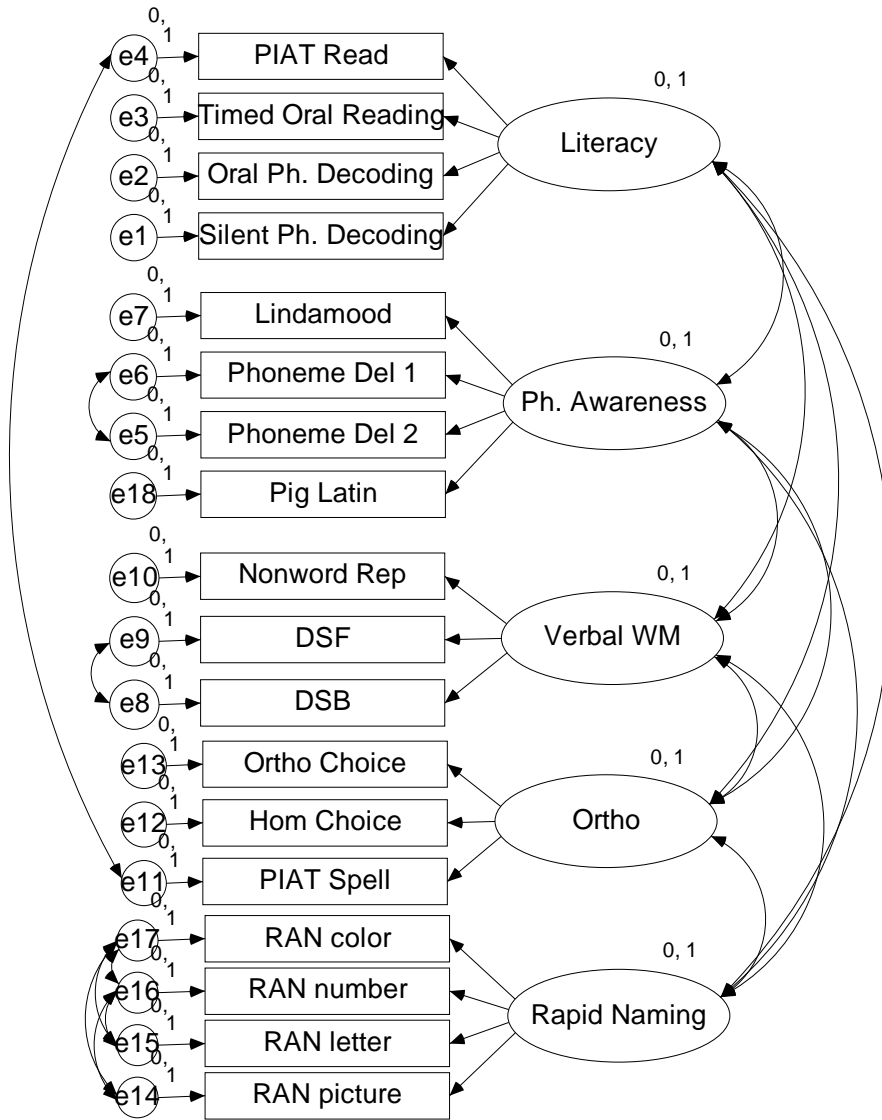 0,
e4
1
PIAT Read
0, 1
0,
e3
1
Timed Oral Reading
Literacy
0,
e2
1
Oral Ph. Decoding
0,
e1
1
Silent Ph. Decoding
0,
e7
1
Lindamood
0, 1
0,
e6
1
Phoneme Del 1
Ph. Awareness
0,
e5
1
Phoneme Del 2
0,
e18
1
Pig Latin
0,
e10
1
Nonword Rep
0, 1
0,
e9
1
DSF
Verbal WM
0,
e8
1
DSB
0,
e13
1
Ortho Choice
0, 1
0,
e12
1
Hom Choice
Ortho
0,
e11
1
PIAT Spell
0,
e17
1
RAN color
0, 1
0,
e16
1
RAN number
Rapid Naming
0,
e15
1
RAN letter
0,
e14
1
RAN picture